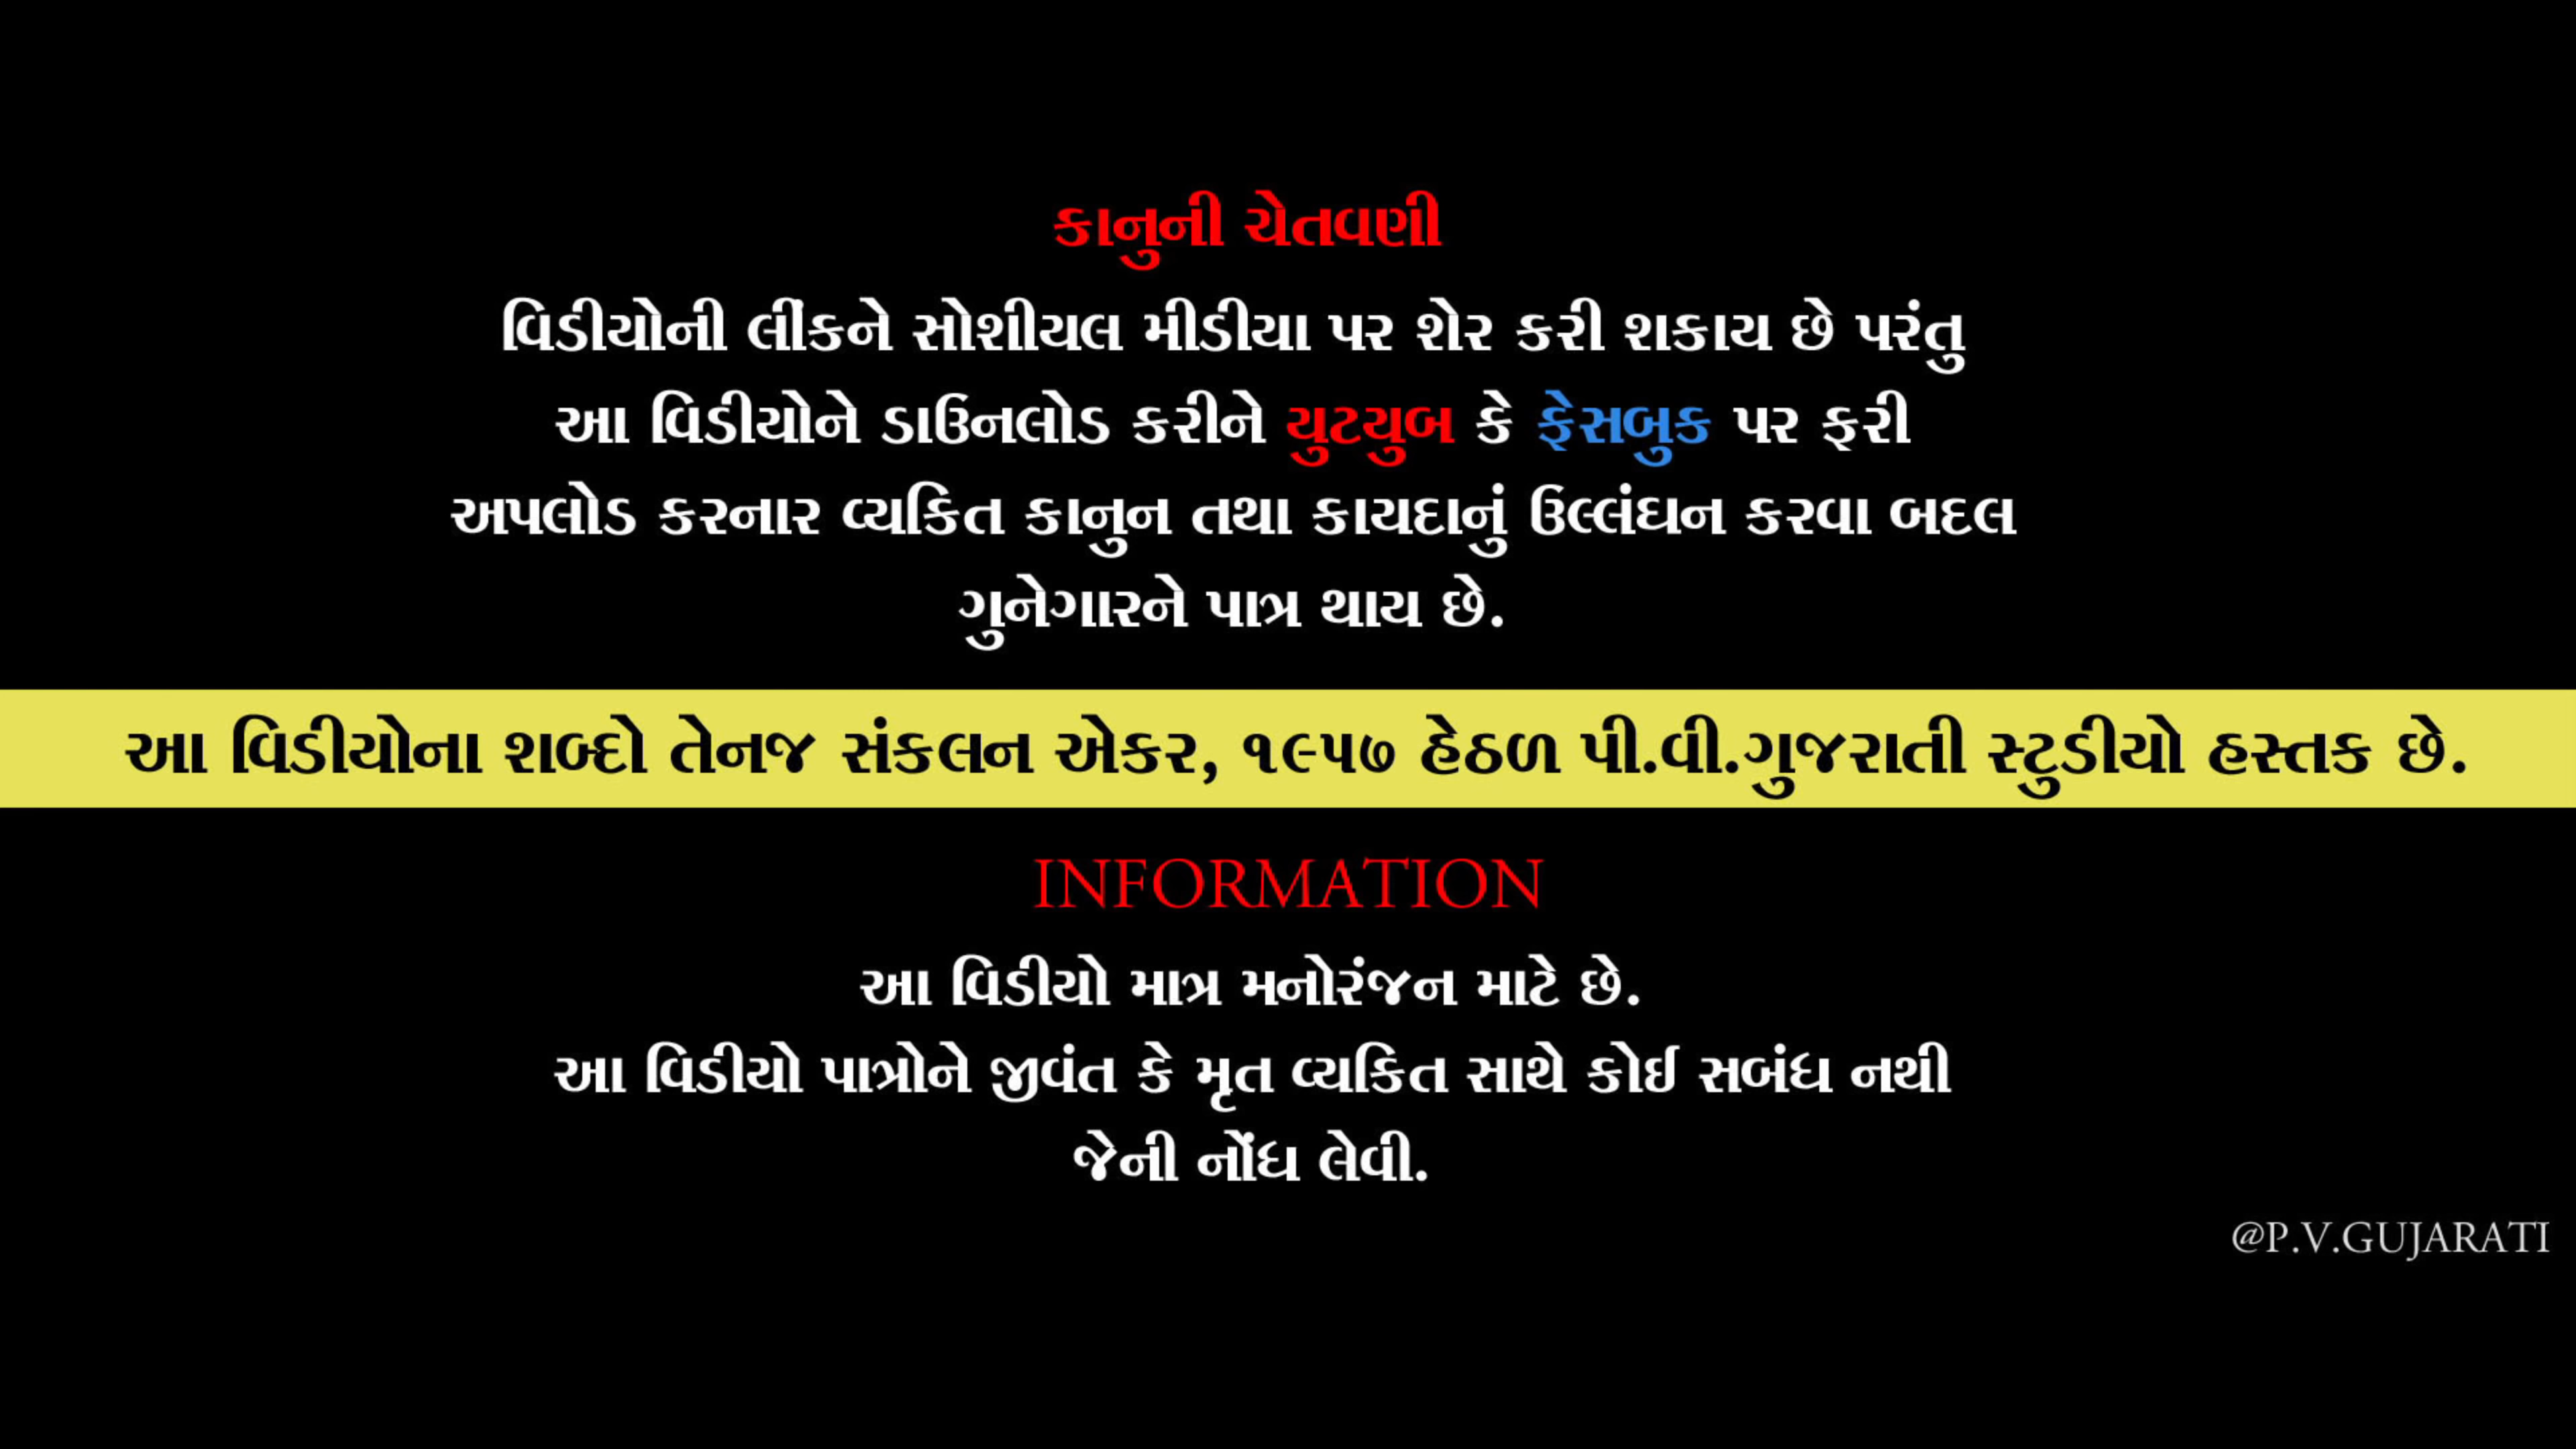 કાનુની ચેતવણી
વિડીયોની લીંકને સોશીયલ મીડીયા પર શેર કરી શકાય છે પરંતુ
આ વિડીયોને ડાઉનલોડ કરીને યુટયુબ કે ફેસબુક પર ફરી
અપલોડ કરનાર વ્યકિત કાનુન તથા કાયદાનું ઉલ્લંઘન કરવા બદલ
ગુનેગારને પાત્ર થાય છે.
આ વિડીયોના શબ્દો તેનજ સંકલન એકર, ૧૯૫૭ હેઠળ પી.વી.ગુજરાતી સ્ટુડીયો હસ્તક છે.
INFORMATION
આ વિડીયો માત્ર મનોરંજન માટે છે.
આ વિડીયો પાત્રોને જીવંત કે મૃત વ્યકિત સાથે કોઈ સબંધ નથી
જેની નોંધ લેવી.
@P.V.GUJARATI